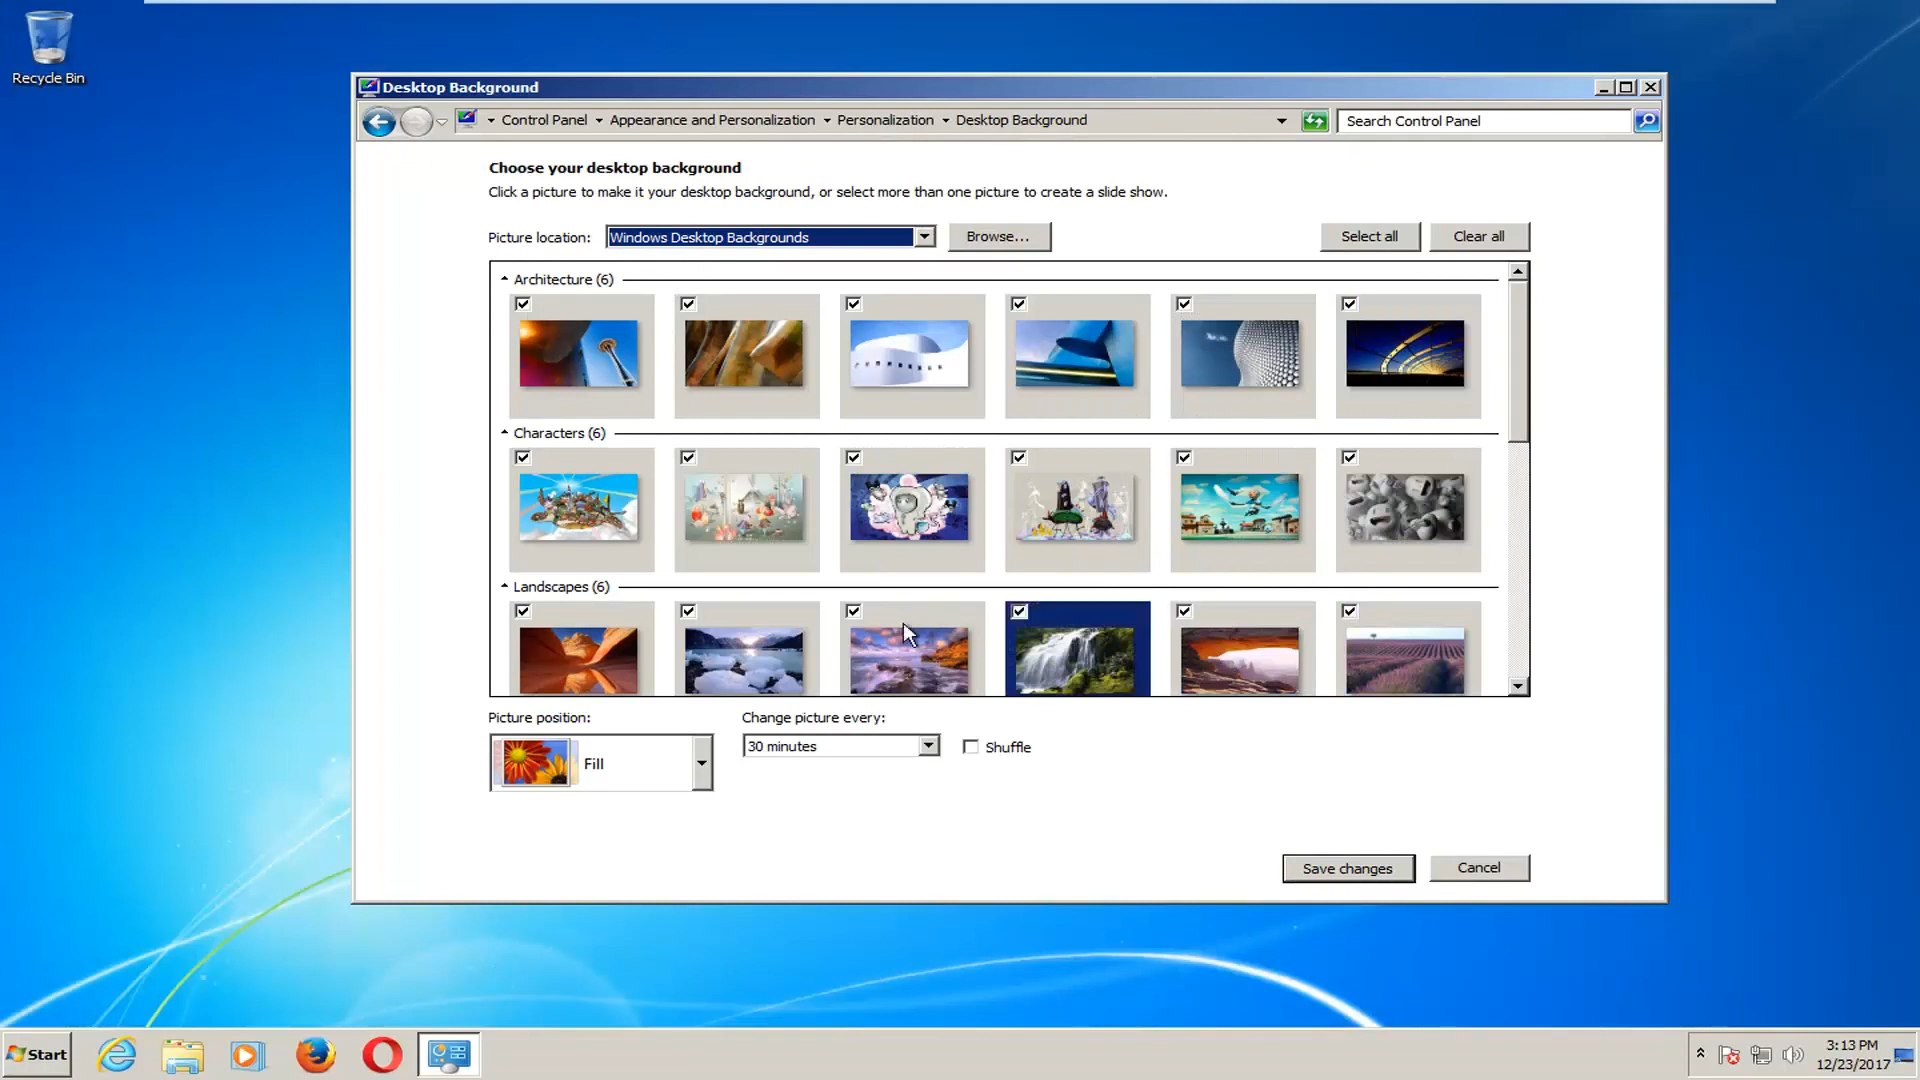 Recycle Bin
Desktop Background
Control Panel Appearance and Personalization Personalization Desktop Background
Search Control Panel
Choose your desktop background
Click a picture to make it your desktop background, or select more than one picture to create a slide show.
Picture location: Windows Desktop Backgrounds Browse... Select all Clear all
Architecture (6)
Characters (6)
Landscapes (6)
Picture position: Change picture every:
Fill 30 minutes Shuffle
Save changes Cancel
Start
3:13 PM
12/23/2017